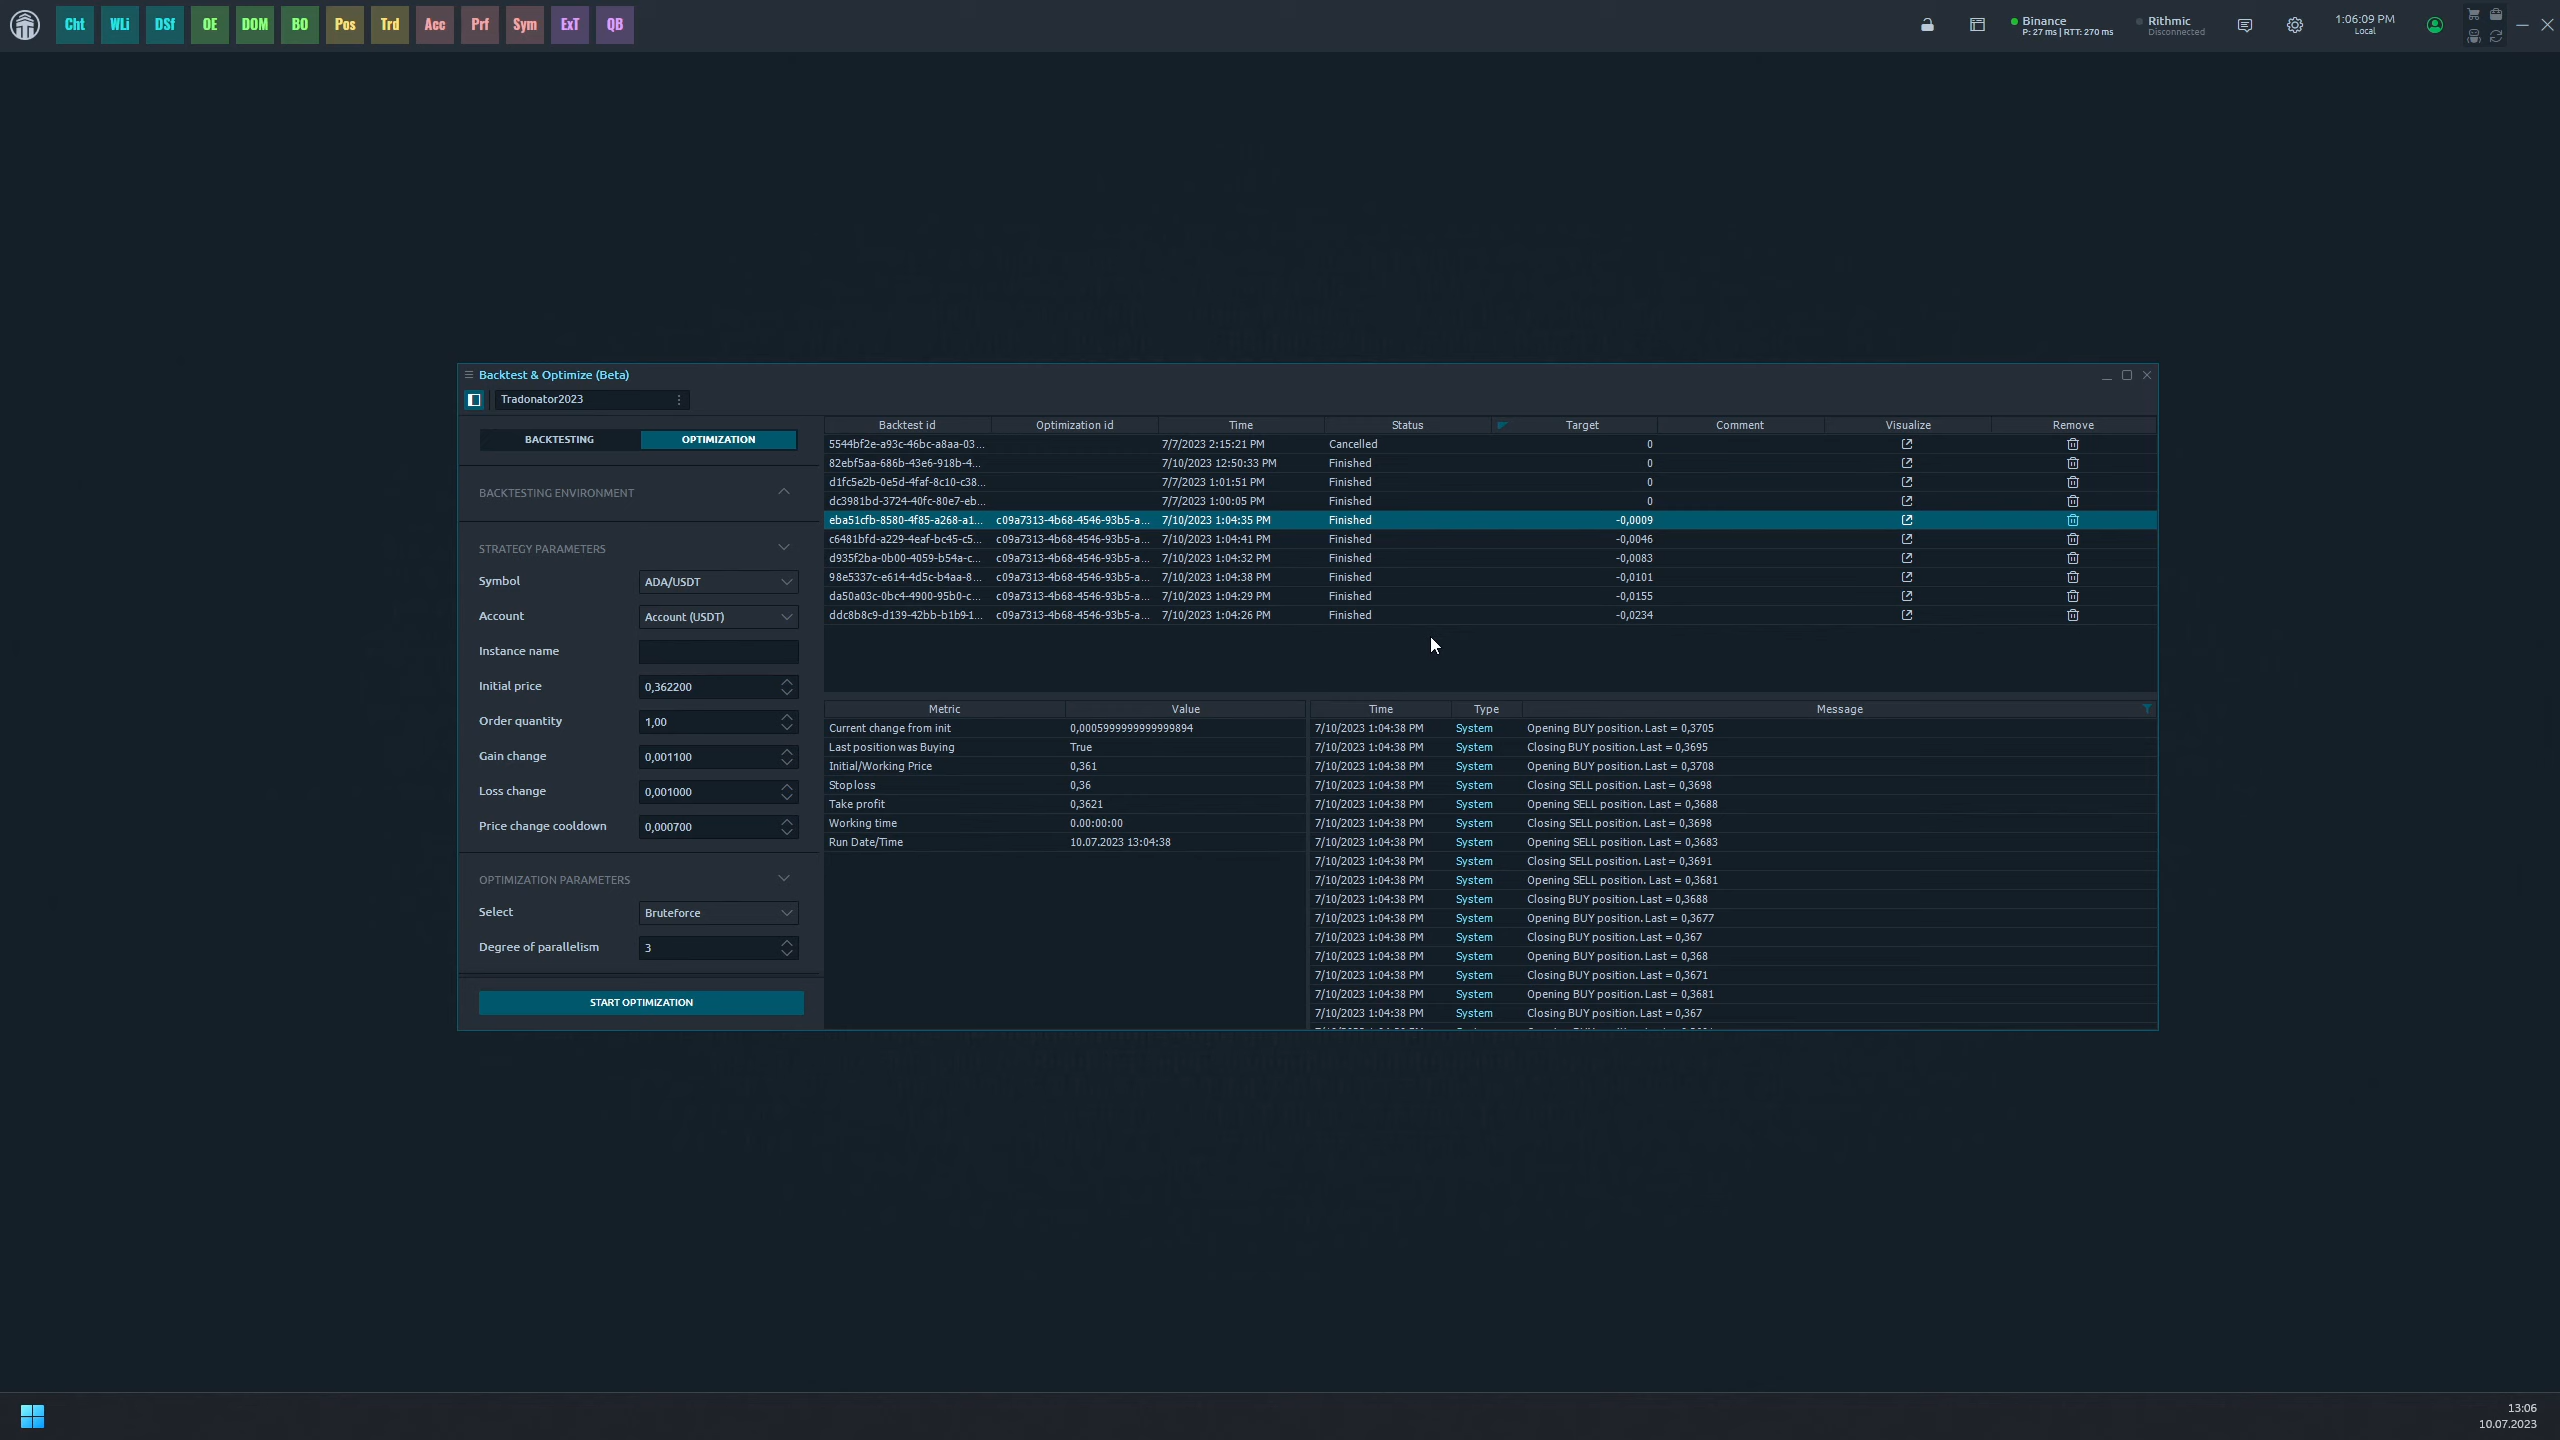 Cht WLi DSf OE DOM BO Pos Trd Acc Prf Sym ExT QB
Binance
P: 27 ms | RTT: 270 ms
Rithmic
Disconnected
1:06:09 PM
Local
Backtest & Optimize (Beta)
Tradonator2023
BACKTESTING OPTIMIZATION
BACKTESTING ENVIRONMENT
STRATEGY PARAMETERS
Symbol ADA/USDT
Account Account (USDT)
Instance name
Initial price 0,362200
Order quantity 1,00
Gain change 0,001100
Loss change 0,001000
Price change cooldown 0,000700
OPTIMIZATION PARAMETERS
Select Bruteforce
Degree of parallelism 3
START OPTIMIZATION
Backtest id Optimization id Time Status Target Comment Visualize Remove
5544bf2e-a93c-46bc-a8aa-03... 7/7/2023 2:15:21 PM Cancelled 0
82ebf5aa-686b-43e6-918b-4... 7/10/2023 12:50:33 PM Finished 0
d1fc5e2b-0e5d-4faf-8c10-c38... 7/7/2023 1:01:51 PM Finished 0
dc3981bd-3724-40fc-80e7-eb... 7/7/2023 1:00:05 PM Finished 0
eba51cfb-8580-4f85-a268-a1... c09a7313-4b68-4546-93b5-a... 7/10/2023 1:04:35 PM Finished -0,0009
c6481bfd-a229-4eaf-bc45-c5... c09a7313-4b68-4546-93b5-a... 7/10/2023 1:04:41 PM Finished -0,0046
d935f2ba-0b00-4059-b54a-c... c09a7313-4b68-4546-93b5-a... 7/10/2023 1:04:32 PM Finished -0,0083
98e5337c-e614-4d5c-b4aa-8... c09a7313-4b68-4546-93b5-a... 7/10/2023 1:04:38 PM Finished -0,0101
da50a03c-0bc4-4900-95b0-c... c09a7313-4b68-4546-93b5-a... 7/10/2023 1:04:29 PM Finished -0,0155
ddc8b8c9-d139-42bb-b1b9-1... c09a7313-4b68-4546-93b5-a... 7/10/2023 1:04:26 PM Finished -0,0234
Metric Value
Current change from init 0,0005999999999999894
Last position was Buying True
Initial/Working Price 0,361
Stoploss 0,36
Take profit 0,3621
Working time 0.00:00:00
Run Date/Time 10.07.2023 13:04:38
Time Type Message
7/10/2023 1:04:38 PM System Opening BUY position. Last = 0,3705
7/10/2023 1:04:38 PM System Closing BUY position. Last = 0,3695
7/10/2023 1:04:38 PM System Opening BUY position. Last = 0,3708
7/10/2023 1:04:38 PM System Closing SELL position. Last = 0,3698
7/10/2023 1:04:38 PM System Opening SELL position. Last = 0,3688
7/10/2023 1:04:38 PM System Closing SELL position. Last = 0,3698
7/10/2023 1:04:38 PM System Opening SELL position. Last = 0,3683
7/10/2023 1:04:38 PM System Closing SELL position. Last = 0,3691
7/10/2023 1:04:38 PM System Opening SELL position. Last = 0,3681
7/10/2023 1:04:38 PM System Closing BUY position. Last = 0,3688
7/10/2023 1:04:38 PM System Opening BUY position. Last = 0,3677
7/10/2023 1:04:38 PM System Closing BUY position. Last = 0,367
7/10/2023 1:04:38 PM System Opening BUY position. Last = 0,368
7/10/2023 1:04:38 PM System Closing BUY position. Last = 0,3671
7/10/2023 1:04:38 PM System Opening BUY position. Last = 0,3681
7/10/2023 1:04:38 PM System Closing BUY position. Last = 0,367
13:06
10.07.2023